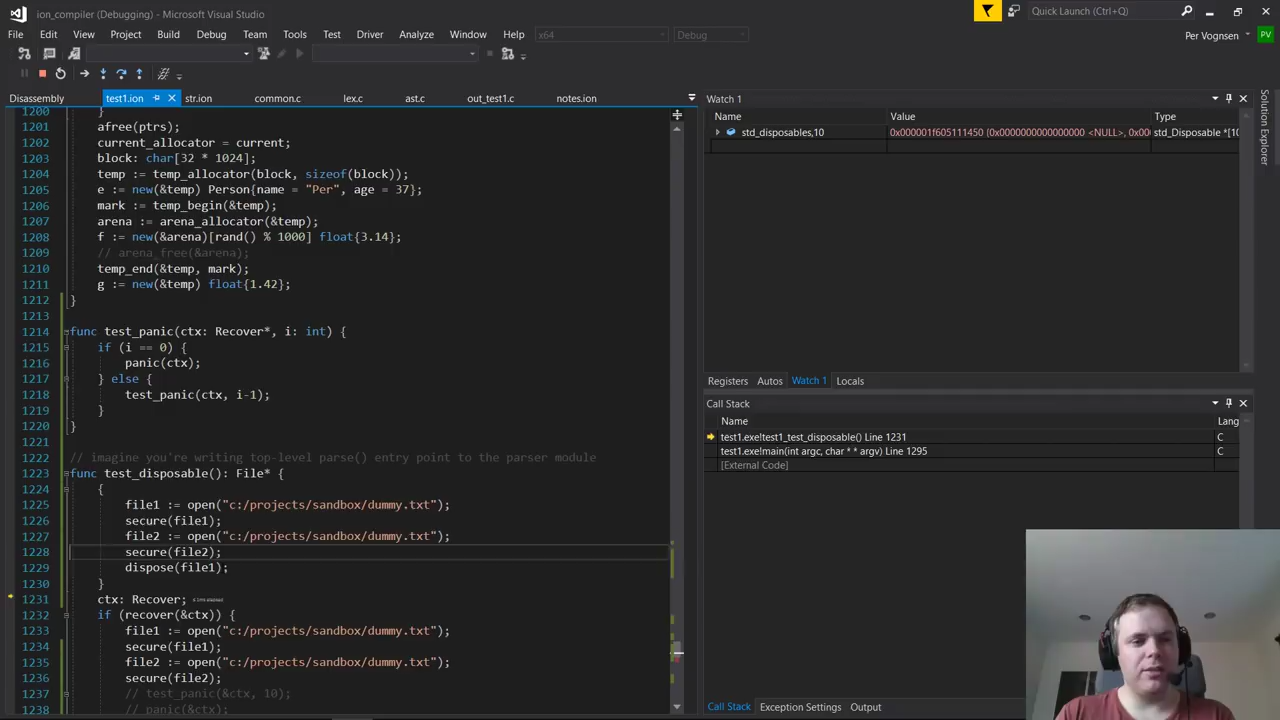 ion_compiler (Debugging) - Microsoft Visual Studio
Quick Launch (Ctrl+Q)
File Edit View Project Build Debug Team Tools Test Driver Analyze Window Help x64 Debug
Per Vognsen PV
Disassembly test1.ion str.ion common.c lex.c ast.c out_test1.c notes.ion
1200 }
1201 afree(ptrs);
1202 current_allocator = current;
1203 block: char[32 * 1024];
1204 temp := temp_allocator(block, sizeof(block));
1205 e := new(&temp) Person{name = "Per", age = 37};
1206 mark := temp_begin(&temp);
1207 arena := arena_allocator(&temp);
1208 f := new(&arena)[rand() % 1000] float{3.14};
1209 // arena_free(&arena);
1210 temp_end(&temp, mark);
1211 g := new(&temp) float{1.42};
1212 }
1213
1214 func test_panic(ctx: Recover*, i: int) {
1215 if (i == 0) {
1216 panic(ctx);
1217 } else {
1218 test_panic(ctx, i-1);
1219 }
1220 }
1221
1222 // imagine you're writing top-level parse() entry point to the parser module
1223 func test_disposable(): File* {
1224 {
1225 file1 := open("c:/projects/sandbox/dummy.txt");
1226 secure(file1);
1227 file2 := open("c:/projects/sandbox/dummy.txt");
1228 secure(file2);
1229 dispose(file1);
1230 }
1231 ctx: Recover;
1232 if (recover(&ctx)) {
1233 file1 := open("c:/projects/sandbox/dummy.txt");
1234 secure(file1);
1235 file2 := open("c:/projects/sandbox/dummy.txt");
1236 secure(file2);
1237 // test_panic(&ctx, 10);
1238 // panic(&ctx);
Watch 1
Name Value Type
std_disposables,10 0x000001f605111450 {0x0000000000000000 <NULL>, 0x00 std_Disposable *[10
Registers Autos Watch 1 Locals
Call Stack
Name Lang
test1.exe!test1_test_disposable() Line 1231 C
test1.exe!main(int argc, char * * argv) Line 1295 C
[External Code]
Call Stack Exception Settings Output
Solution Explorer